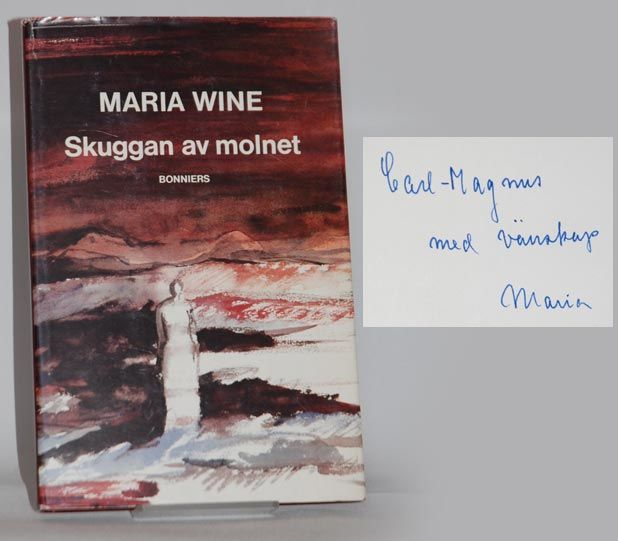 MARIA WINE
Skuggan av molnet
BONNIERS
Carl-Magnus
med vänskap
Maria